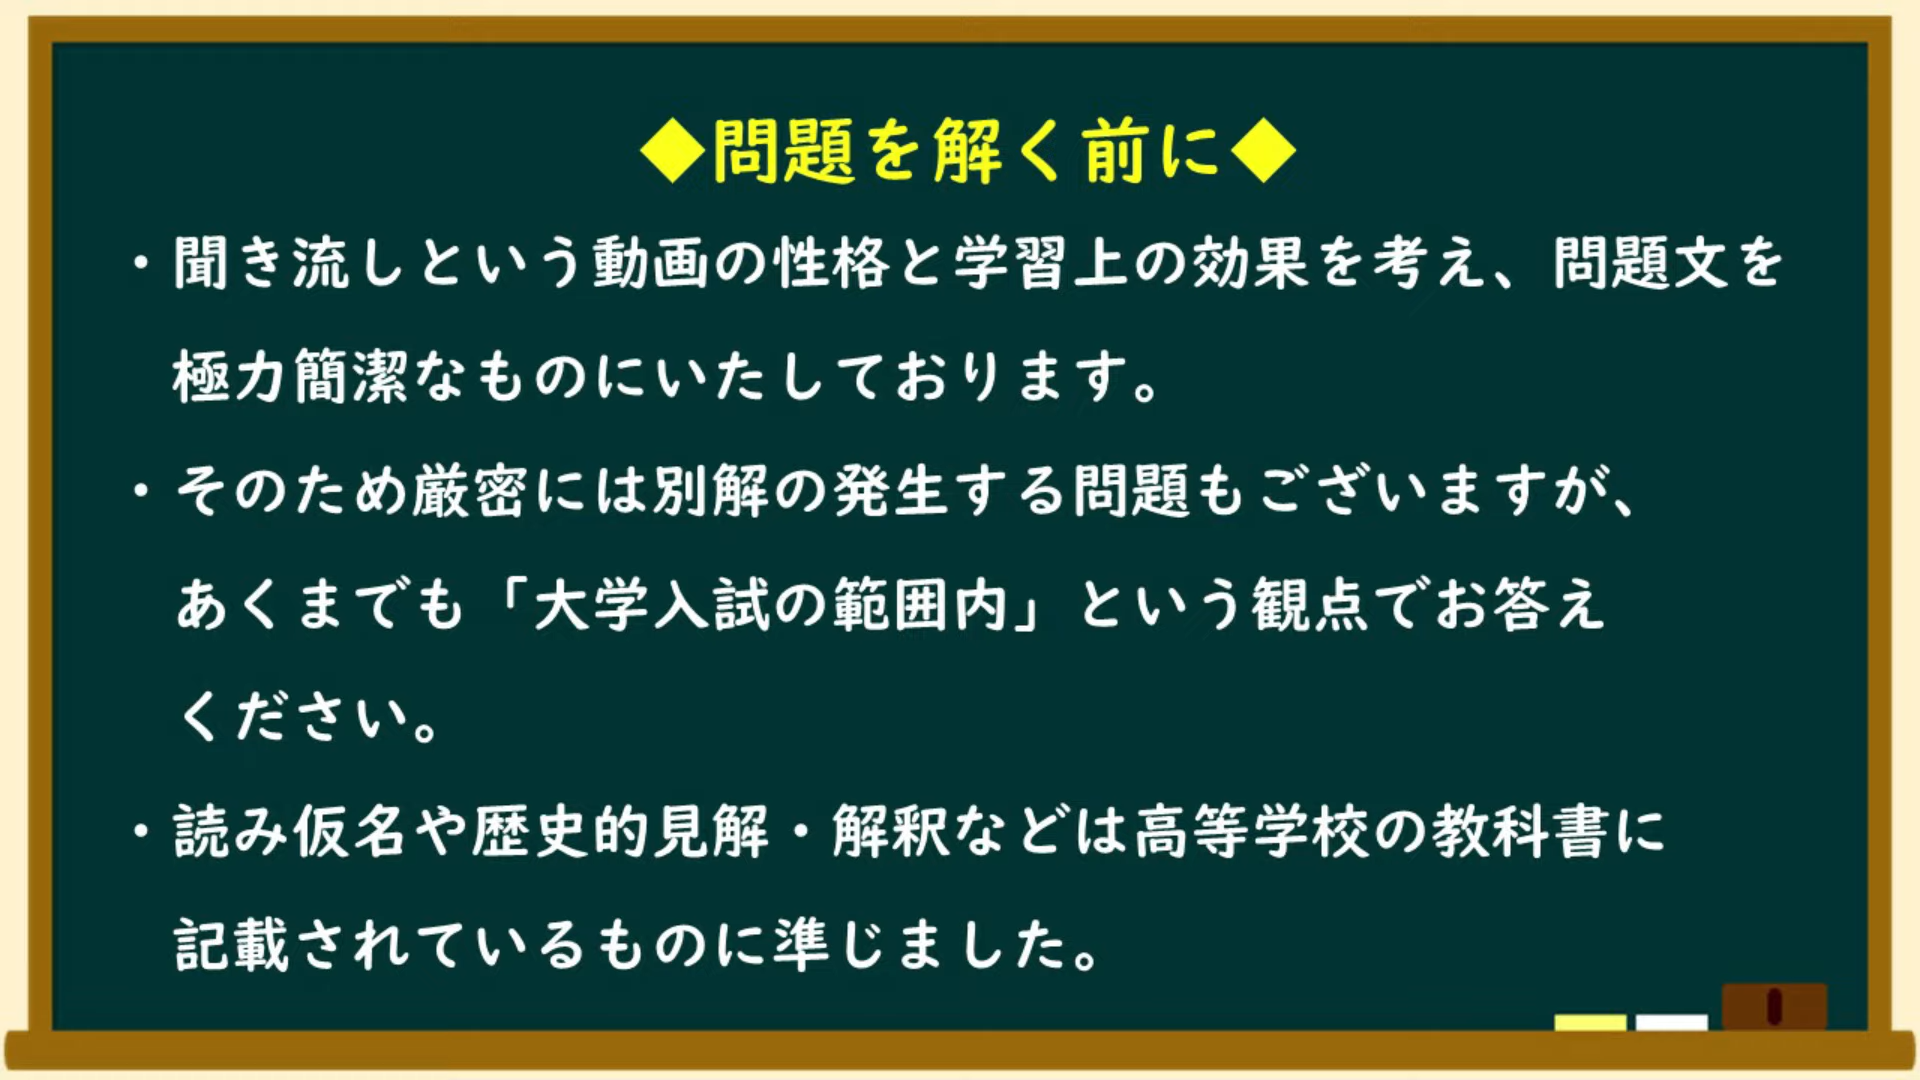 ◆問題を解く前に◆
・聞き流しという動画の性格と学習上の効果を考え、問題文を
極力簡潔なものにいたしております。
・そのため厳密には別解の発生する問題もございますが、
あくまでも「大学入試の範囲内」という観点でお答え
ください。
・読み仮名や歴史的見解・解釈などは高等学校の教科書に
記載されているものに準じました。